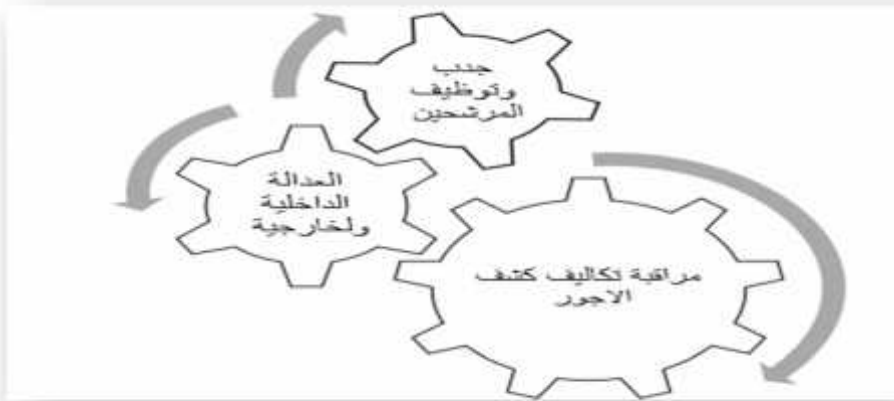 جذب
وتوظيف
المرشحين
العدالة
الداخلية
ولخارجية
مراقبة تكاليف كشف
الاجور